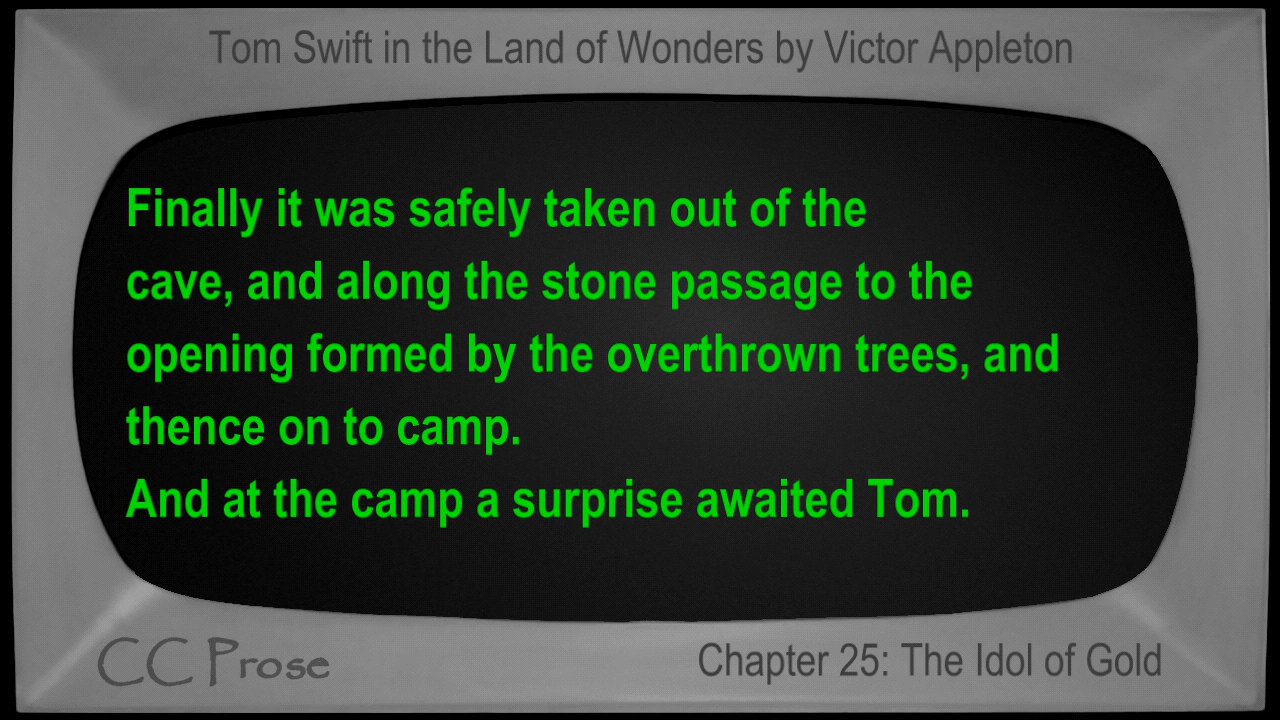 Tom Swift in the Land of Wonders by Victor Appleton
Finally it was safely taken out of the
cave, and along the stone passage to the
opening formed by the overthrown trees, and
thence on to camp.
And at the camp a surprise awaited Tom.
CC Prose
Chapter 25: The Idol of Gold